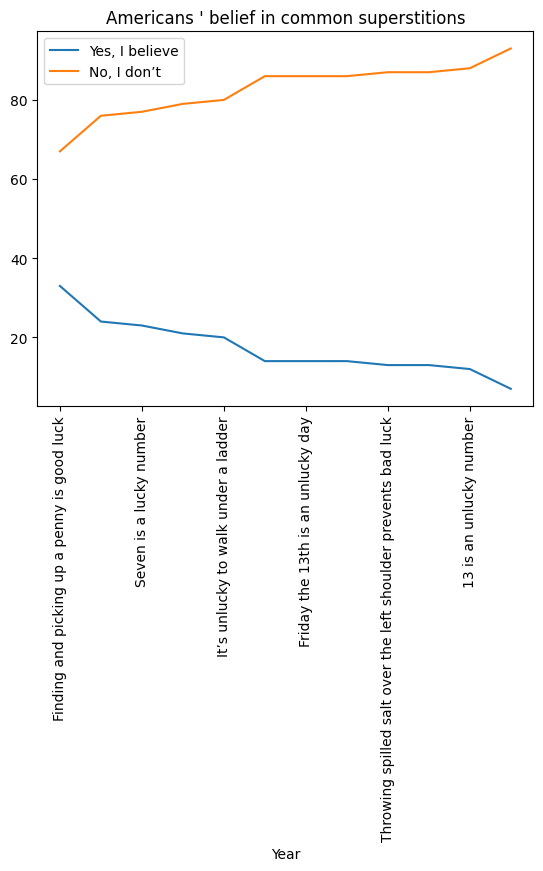 Americans ' belief in common superstitions
Yes, I believe
No, I don’t
80
60
40
20
Finding and picking up a penny is good luck
Seven is a lucky number
It’s unlucky to walk under a ladder
Friday the 13th is an unlucky day
Throwing spilled salt over the left shoulder prevents bad luck
13 is an unlucky number
Year